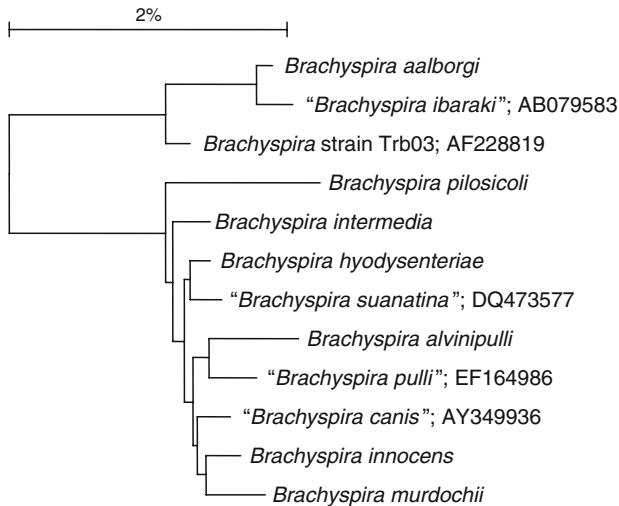 2%
Brachyspira aalborgi
“Brachyspira ibaraki”; AB079583
Brachyspira strain Trb03; AF228819
Brachyspira pilosicoli
Brachyspira intermedia
Brachyspira hyodysenteriae
“Brachyspira suanatina”; DQ473577
Brachyspira alvinipulli
“Brachyspira pulli”; EF164986
“Brachyspira canis”; AY349936
Brachyspira innocens
Brachyspira murdochii